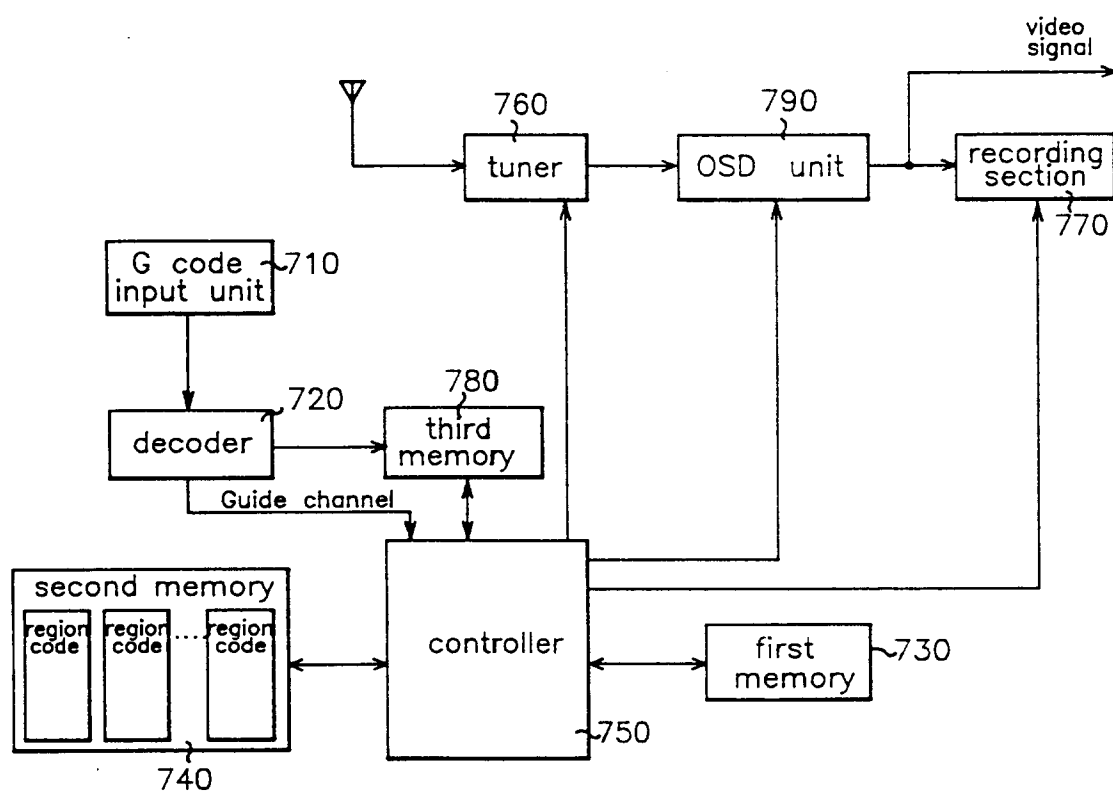 video
signal
760
tuner
790
OSD unit
recording
section
770
G code
input unit
710
720
decoder
780
third
memory
Guide channel
second memory
region
code
region
code
.....
region
code
740
controller
750
first
memory
730